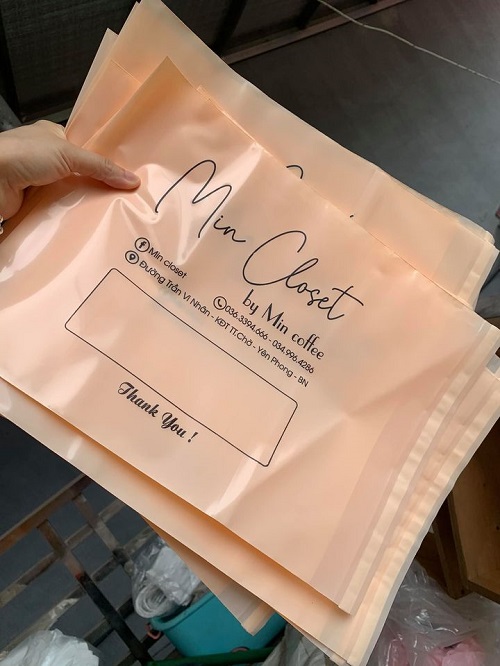 Min Closet
by Min coffee
Min closet 036.3394.666 - 034.996.4286
Đường Trần Vĩ Nhân - KĐT TT.Chờ - Yên Phong - BN
Thank You !